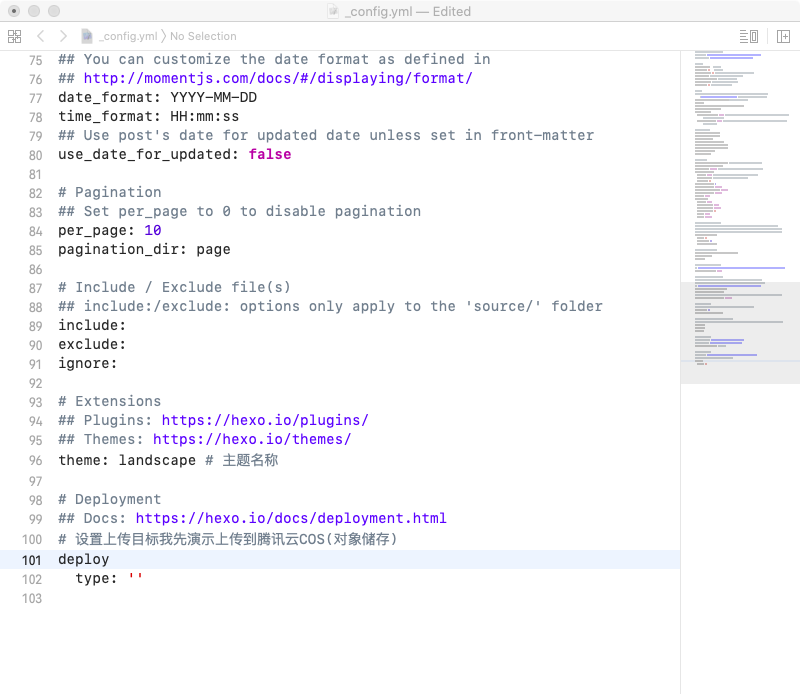 _config.yml — Edited
_config.yml 〉 No Selection
75 ## You can customize the date format as defined in
76 ## http://momentjs.com/docs/#/displaying/format/
77 date_format: YYYY-MM-DD
78 time_format: HH:mm:ss
79 ## Use post's date for updated date unless set in front-matter
80 use_date_for_updated: false
81
82 # Pagination
83 ## Set per_page to 0 to disable pagination
84 per_page: 10
85 pagination_dir: page
86
87 # Include / Exclude file(s)
88 ## include:/exclude: options only apply to the 'source/' folder
89 include:
90 exclude:
91 ignore:
92
93 # Extensions
94 ## Plugins: https://hexo.io/plugins/
95 ## Themes: https://hexo.io/themes/
96 theme: landscape # 主题名称
97
98 # Deployment
99 ## Docs: https://hexo.io/docs/deployment.html
100 # 设置上传目标我先演示上传到腾讯云COS(对象储存)
101 deploy
102   type: ''
103